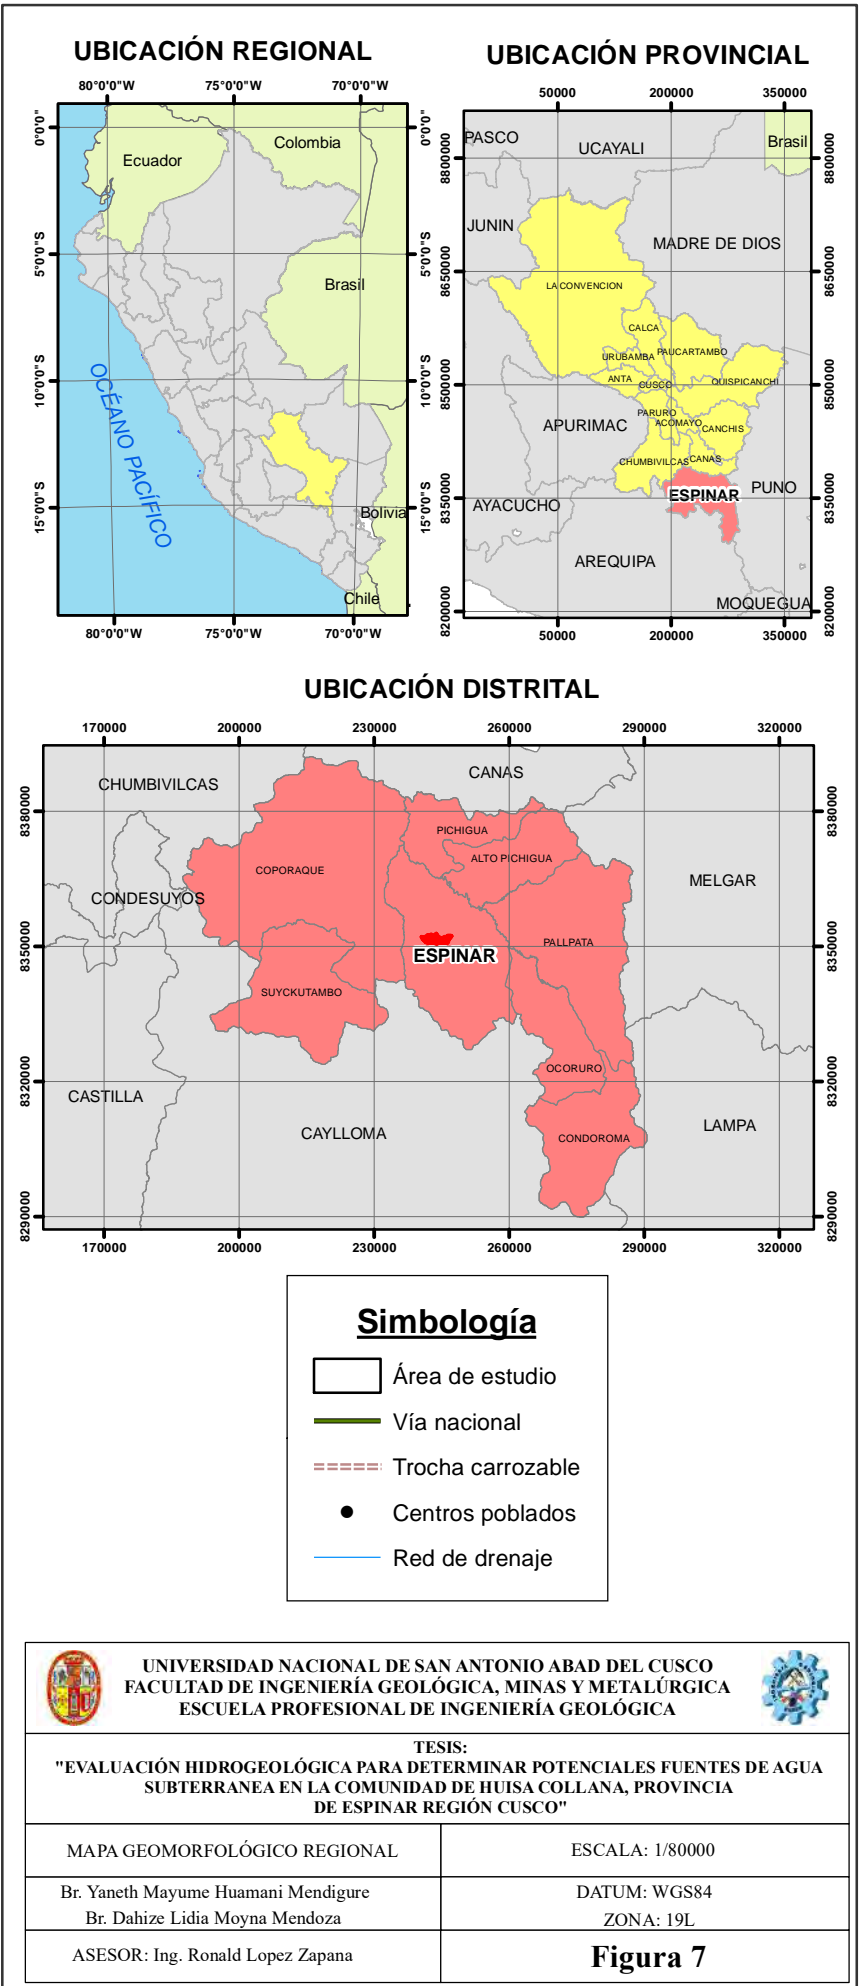 UBICACIÓN REGIONAL
80°0'0"W 75°0'0"W 70°0'0"W
0°0'0" 0°0'0"
Ecuador
Colombia
5°0'0"S 5°0'0"S
Brasil
10°0'0"S 10°0'0"S
OCÉANO PACÍFICO
15°0'0"S 15°0'0"S
Bolivia
Chile
80°0'0"W 75°0'0"W 70°0'0"W
UBICACIÓN PROVINCIAL
50000 200000 350000
PASCO
UCAYALI
Brasil
8800000 8800000
JUNIN
MADRE DE DIOS
8650000 8650000
LA CONVENCION
CALCA
URUBAMBA
PAUCARTAMBO
ANTA
CUSCO
QUISPICANCHI
8500000 8500000
PARURO
ACOMAYO
APURIMAC
CANCHIS
CHUMBIVILCAS
CANAS
PUNO
ESPINAR
AYACUCHO
8350000 8350000
AREQUIPA
MOQUEGUA
8200000 8200000
50000 200000 350000
UBICACIÓN DISTRITAL
170000 200000 230000 260000 290000 320000
CHUMBIVILCAS
CANAS
8380000 8380000
PICHIGUA
ALTO PICHIGUA
COPORAQUE
MELGAR
CONDESUYOS
PALLPATA
8350000 8350000
ESPINAR
SUYCKUTAMBO
OCORURO
8320000 8320000
CASTILLA
CAYLLOMA
LAMPA
CONDOROMA
8290000 8290000
170000 200000 230000 260000 290000 320000
Simbología
Área de estudio
Vía nacional
Trocha carrozable
Centros poblados
Red de drenaje
UNIVERSIDAD NACIONAL DE SAN ANTONIO ABAD DEL CUSCO
FACULTAD DE INGENIERÍA GEOLÓGICA, MINAS Y METALÚRGICA
ESCUELA PROFESIONAL DE INGENIERÍA GEOLÓGICA
TESIS:
"EVALUACIÓN HIDROGEOLÓGICA PARA DETERMINAR POTENCIALES FUENTES DE AGUA
SUBTERRANEA EN LA COMUNIDAD DE HUISA COLLANA, PROVINCIA
DE ESPINAR REGIÓN CUSCO"
MAPA GEOMORFOLÓGICO REGIONAL
ESCALA: 1/80000
Br. Yaneth Mayume Huamani Mendigure
Br. Dahize Lidia Moyna Mendoza
DATUM: WGS84
ZONA: 19L
ASESOR: Ing. Ronald Lopez Zapana
Figura 7